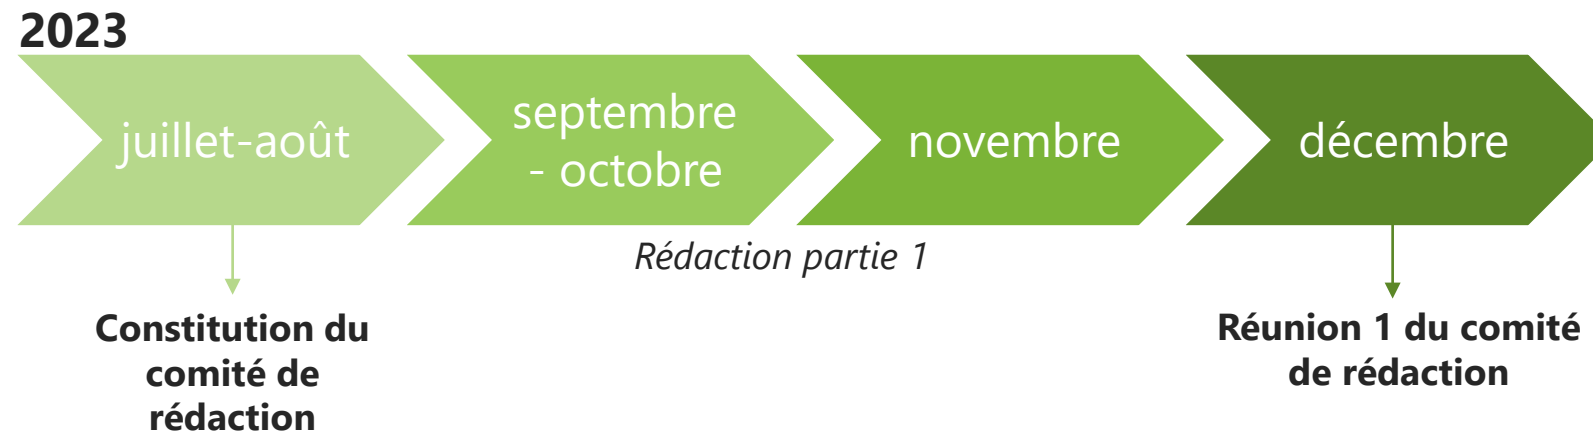 2023
juillet-août
septembre
- octobre
novembre
décembre
Rédaction partie 1
Constitution du
comité de
rédaction
Réunion 1 du comité
de rédaction